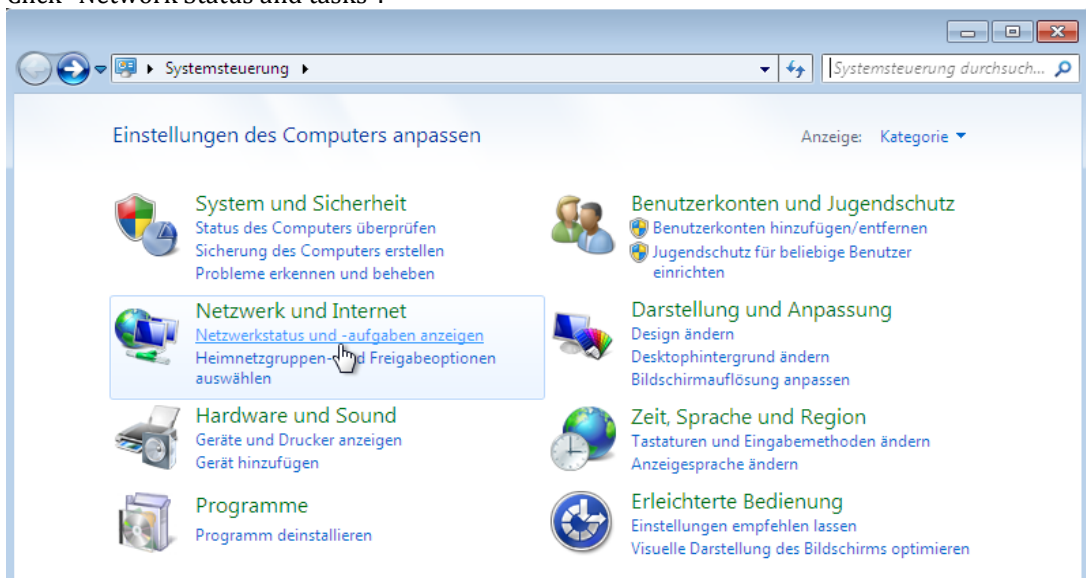 Click "Network Status and tasks".
Systemsteuerung
Systemsteuerung durchsuch...
Einstellungen des Computers anpassen
Anzeige: Kategorie
System und Sicherheit
Status des Computers überprüfen
Sicherung des Computers erstellen
Probleme erkennen und beheben
Netzwerk und Internet
Netzwerkstatus und -aufgaben anzeigen
Heimnetzgruppen- und Freigabeoptionen
auswählen
Hardware und Sound
Geräte und Drucker anzeigen
Gerät hinzufügen
Programme
Programm deinstallieren
Benutzerkonten und Jugendschutz
Benutzerkonten hinzufügen/entfernen
Jugendschutz für beliebige Benutzer
einrichten
Darstellung und Anpassung
Design ändern
Desktophintergrund ändern
Bildschirmauflösung anpassen
Zeit, Sprache und Region
Tastaturen und Eingabemethoden ändern
Anzeigesprache ändern
Erleichterte Bedienung
Einstellungen empfehlen lassen
Visuelle Darstellung des Bildschirms optimieren